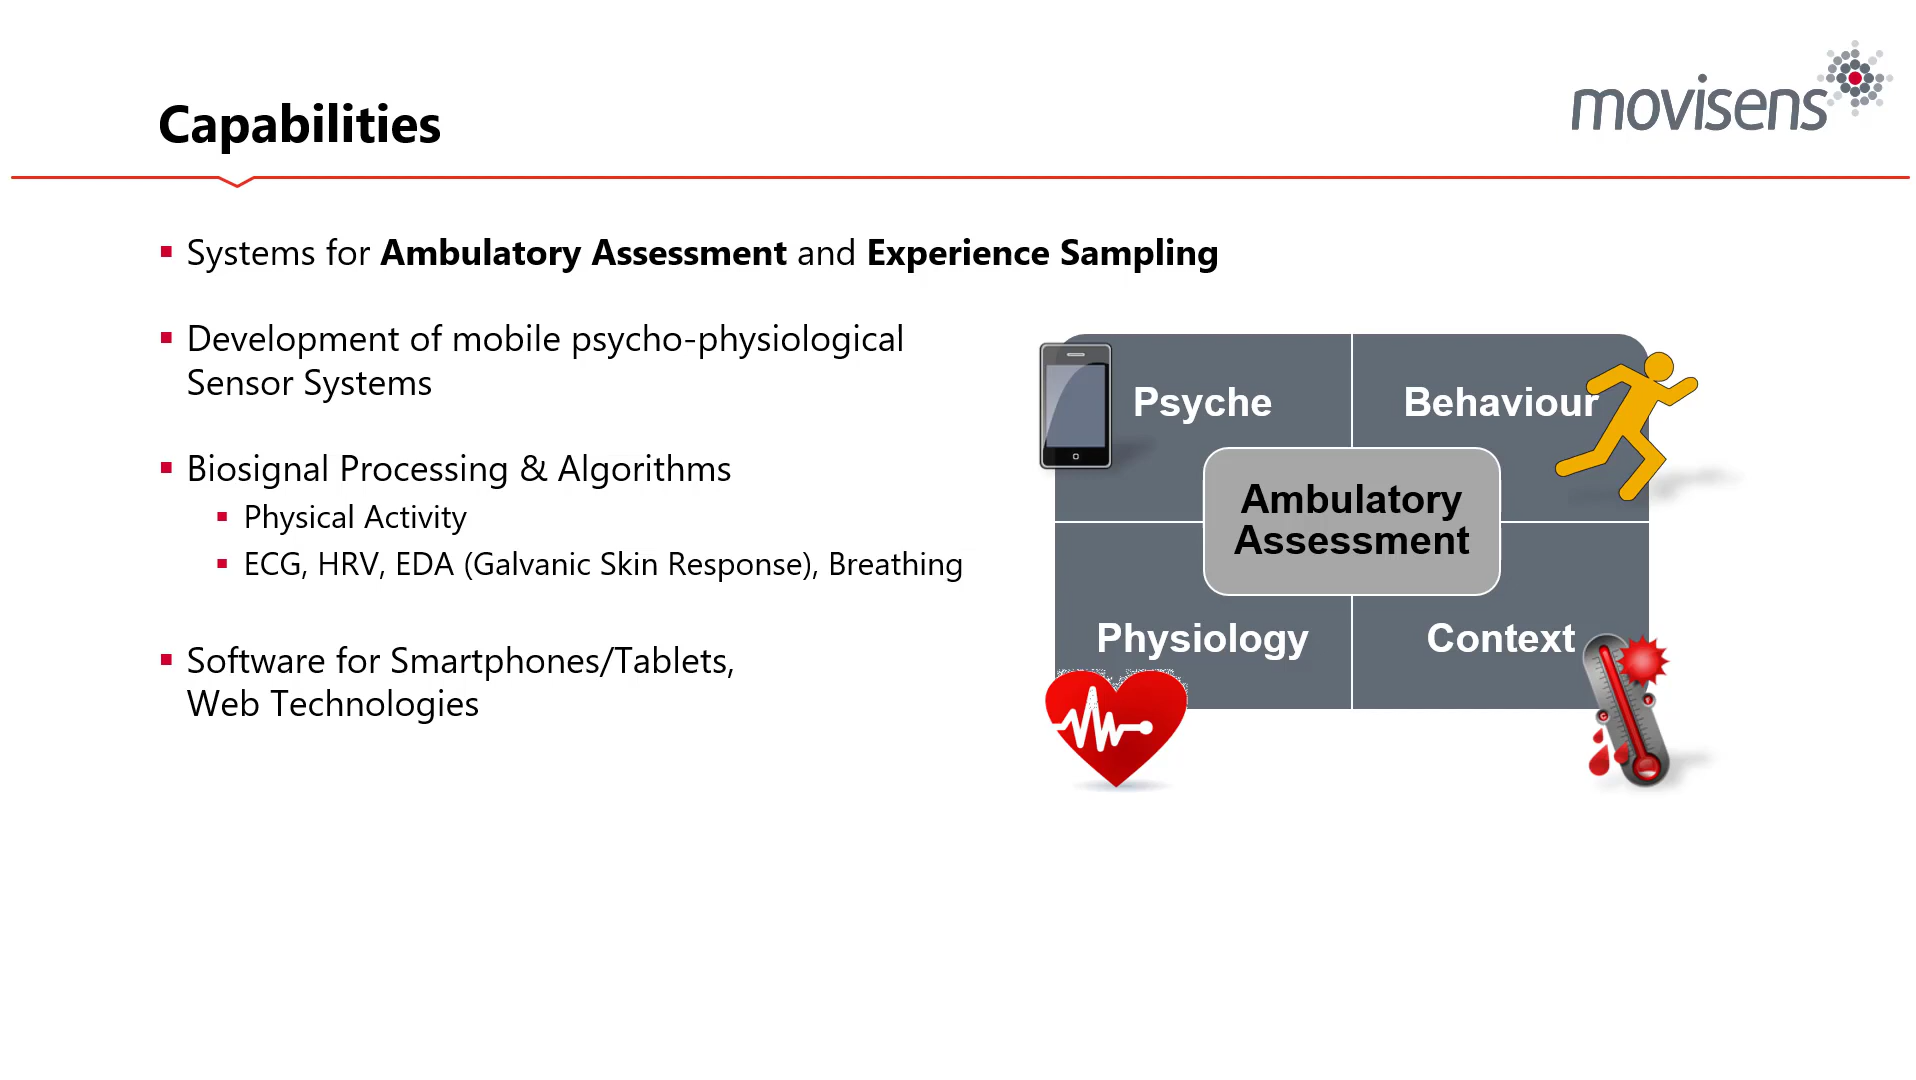 Capabilities
movisens
Systems for Ambulatory Assessment and Experience Sampling
Development of mobile psycho-physiological
Sensor Systems
Biosignal Processing & Algorithms
Physical Activity
ECG, HRV, EDA (Galvanic Skin Response), Breathing
Software for Smartphones/Tablets,
Web Technologies
Psyche
Behaviour
Ambulatory
Assessment
Physiology
Context